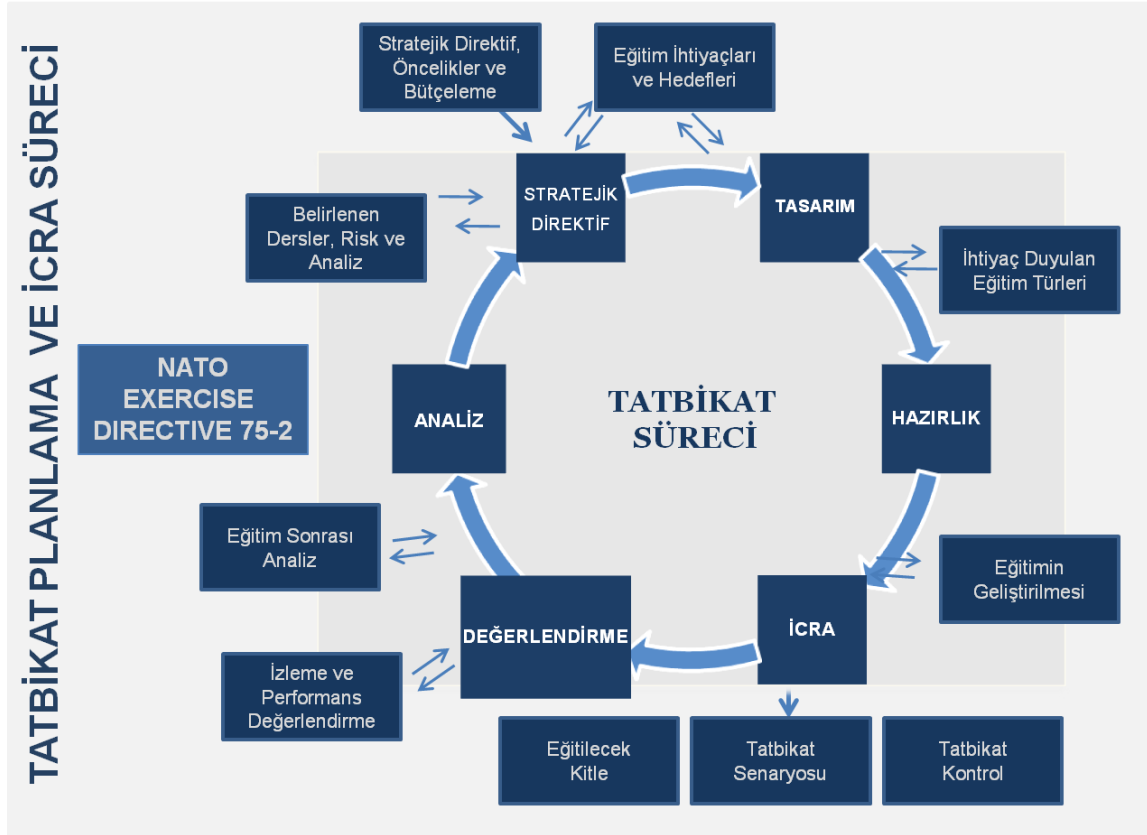 TATBİKAT PLANLAMA VE İCRA SÜRECİ
Stratejik Direktif,
Öncelikler ve
Bütçeleme
Eğitim İhtiyaçları
ve Hedefleri
STRATEJİK
DİREKTİF
TASARIM
Belirlenen
Dersler, Risk ve
Analiz
İhtiyaç Duyulan
Eğitim Türleri
NATO
EXERCISE
DIRECTIVE 75-2
ANALİZ
TATBİKAT
SÜRECİ
HAZIRLIK
Eğitim Sonrası
Analiz
Eğitimin
Geliştirilmesi
DEĞERLENDİRME
İCRA
İzleme ve
Performans
Değerlendirme
Eğitilecek
Kitle
Tatbikat
Senaryosu
Tatbikat
Kontrol